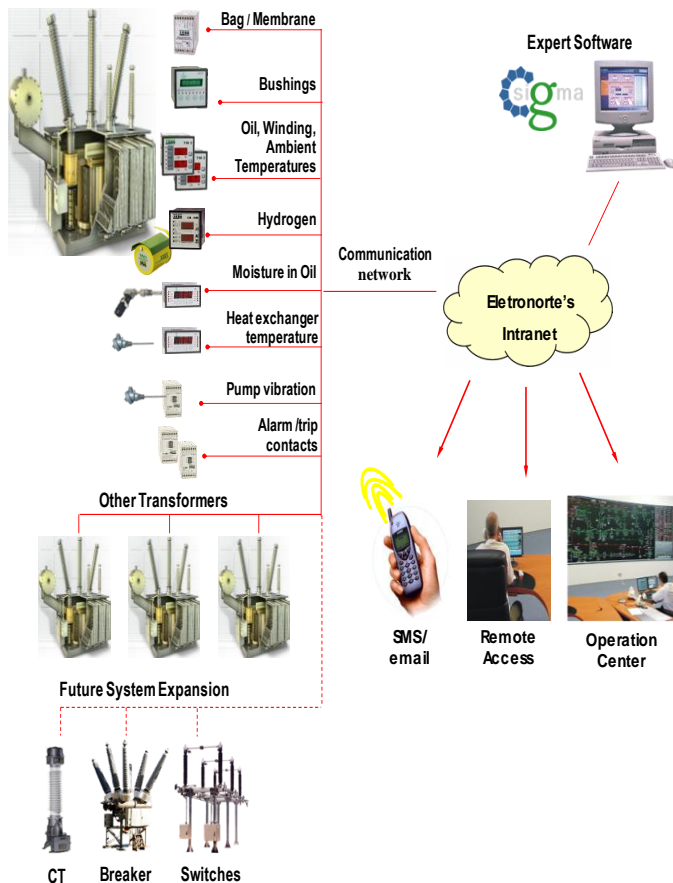 Bag / Membrane
Bushings
Oil, Winding,
Ambient
Temperatures
Hydrogen
Moisture in Oil
Heat exchanger
temperature
Pump vibration
Alarm /trip
contacts
Other Transformers
Future System Expansion
CT
Breaker
Switches
Expert Software
sigma
Communication
network
Eletronorte's
Intranet
SMS/
email
Remote
Access
Operation
Center